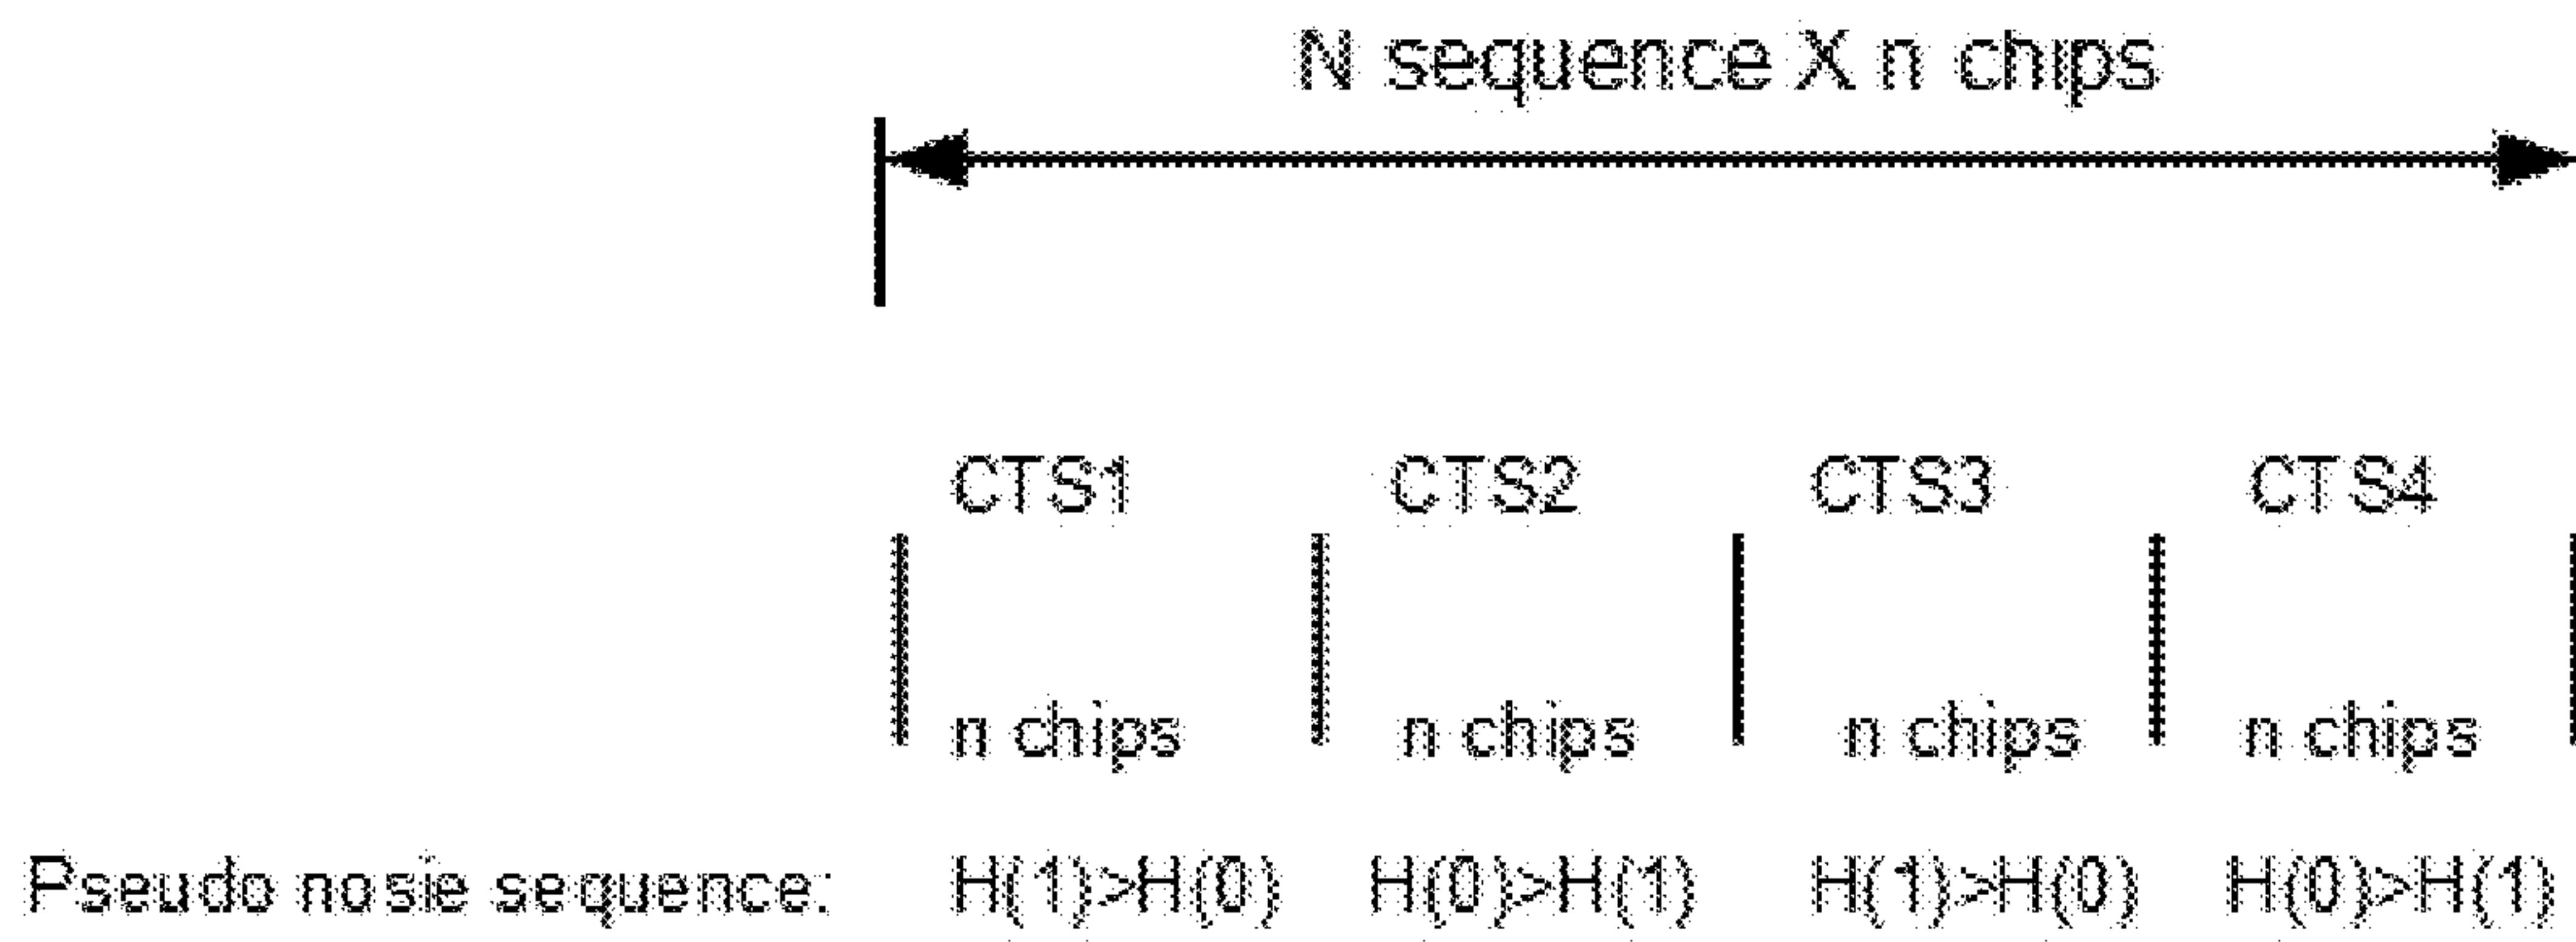 N sequence X n chips
CTS1 CTS2 CTS3 CTS4
n chips n chips n chips n chips
Pseudo nosie sequence: H(1)>H(0) H(0)>H(1) H(1)>H(0) H(0)>H(1)